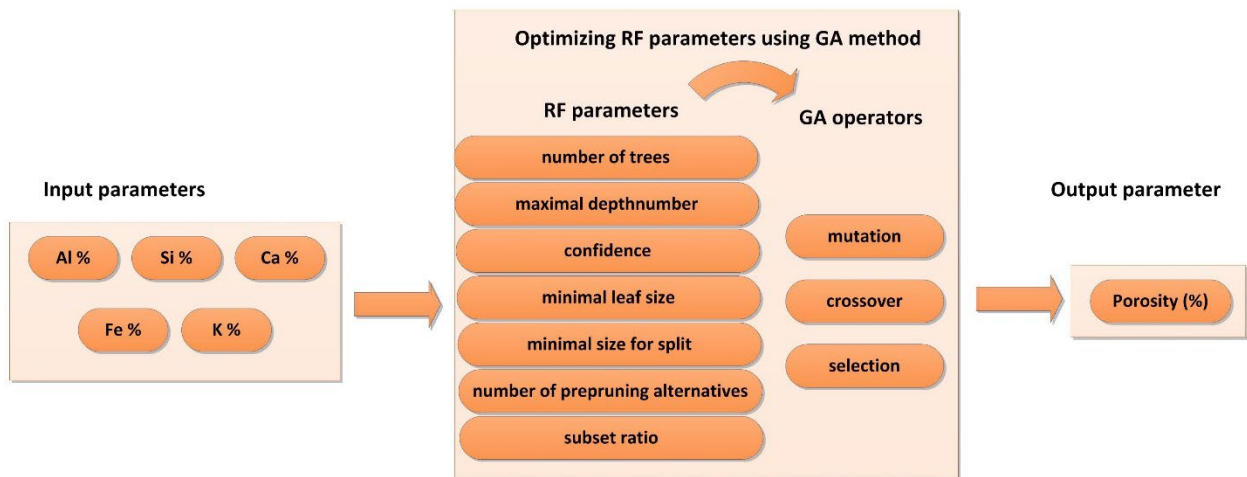 Optimizing RF parameters using GA method
Input parameters
Al %
Si %
Ca %
Fe %
K %
RF parameters
number of trees
maximal depthnumber
confidence
minimal leaf size
minimal size for split
number of prepruning alternatives
subset ratio
GA operators
mutation
crossover
selection
Output parameter
Porosity (%)